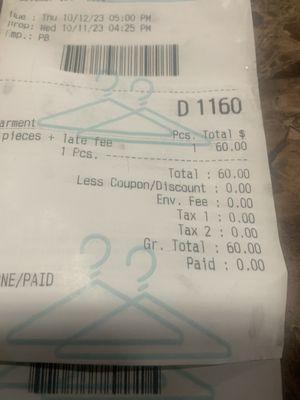 Due : Thu 10/12/23 05:00 PM
Drop: Wed 10/11/23 04:25 PM
Emp.: PB
D 1160
arment Pcs. Total $
pieces + late fee 1 60.00
1 Pcs.
Total : 60.00
Less Coupon/Discount : 0.00
Env. Fee : 0.00
Tax 1 : 0.00
Tax 2 : 0.00
Gr. Total : 60.00
Paid : 0.00
NE/PAID